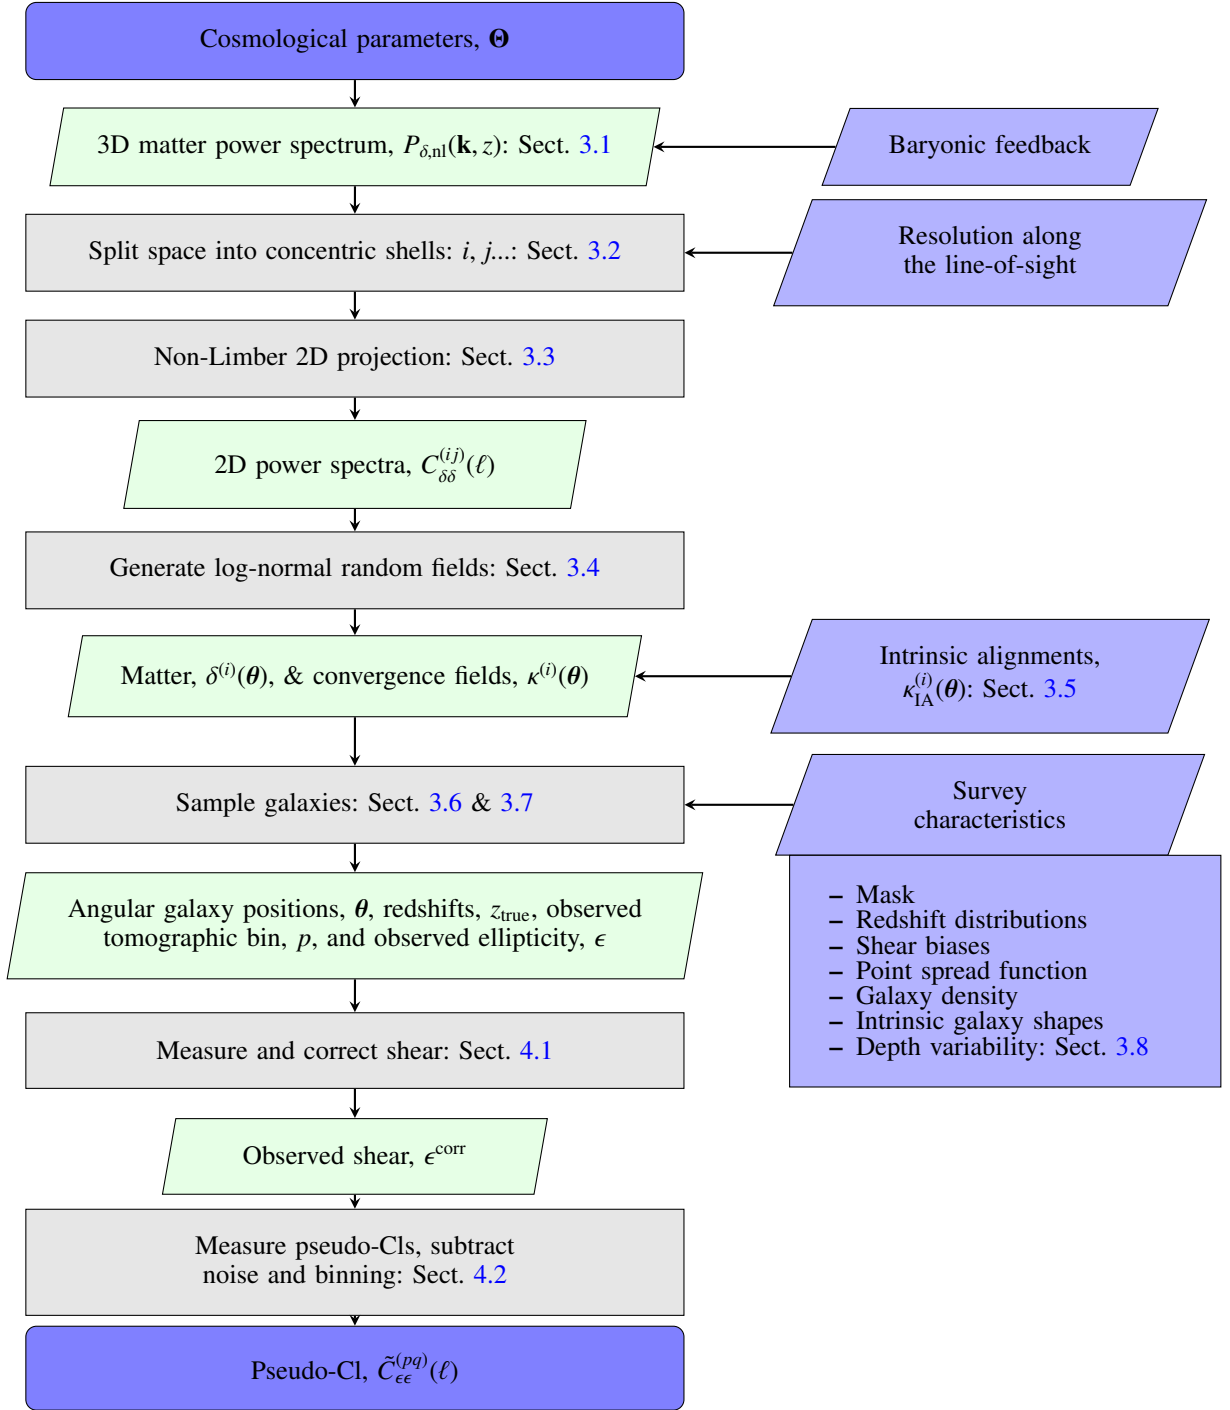 Cosmological parameters, Θ
3D matter power spectrum, P_{δ,nl}(k, z): Sect. 3.1
Baryonic feedback
Split space into concentric shells: i, j...: Sect. 3.2
Resolution along
the line-of-sight
Non-Limber 2D projection: Sect. 3.3
2D power spectra, C_{δδ}^{(ij)}(ℓ)
Generate log-normal random fields: Sect. 3.4
Matter, δ^{(i)}(θ), & convergence fields, κ^{(i)}(θ)
Intrinsic alignments,
κ_{IA}^{(i)}(θ): Sect. 3.5
Sample galaxies: Sect. 3.6 & 3.7
Survey
characteristics
– Mask
– Redshift distributions
– Shear biases
– Point spread function
– Galaxy density
– Intrinsic galaxy shapes
– Depth variability: Sect. 3.8
Angular galaxy positions, θ, redshifts, z_{true}, observed
tomographic bin, p, and observed ellipticity, ϵ
Measure and correct shear: Sect. 4.1
Observed shear, ϵ^{corr}
Measure pseudo-Cls, subtract
noise and binning: Sect. 4.2
Pseudo-Cl, C̃_{ϵϵ}^{(pq)}(ℓ)